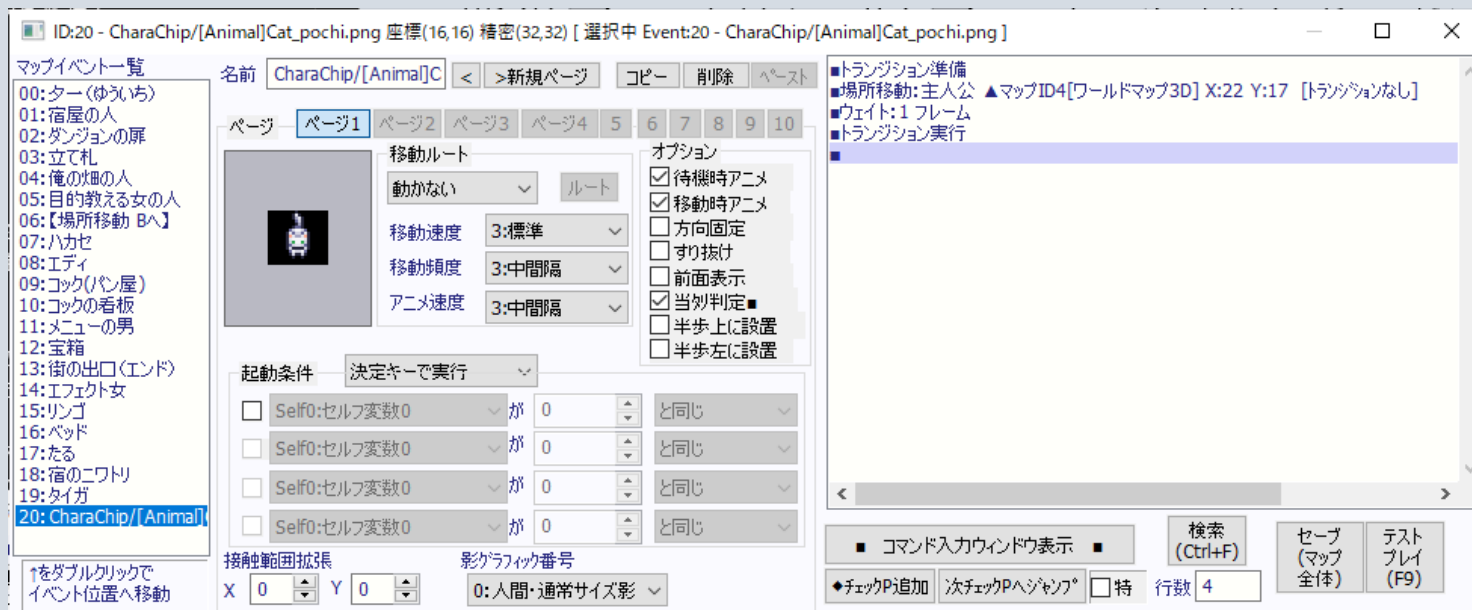 ID:20 - CharaChip/[Animal]Cat_pochi.png 座標(16,16) 精密(32,32) [ 選択中 Event:20 - CharaChip/[Animal]Cat_pochi.png ]
マップイベント一覧
00:ター(ゆういち)
01:宿屋の人
02:ダンジョンの扉
03:立て札
04:俺の畑の人
05:目的教える女の人
06:【場所移動 Bへ】
07:ハカセ
08:エディ
09:コック(パン屋)
10:コックの看板
11:メニューの男
12:宝箱
13:街の出口(エンド)
14:エフェクト女
15:リンゴ
16:ベッド
17:たる
18:宿のニワトリ
19:タイガ
20: CharaChip/[Animal]
↑をダブルクリックで
イベント位置へ移動
名前 CharaChip/[Animal]C < >新規ページ コピー 削除 ペースト
ページ ページ1 ページ2 ページ3 ページ4 5 6 7 8 9 10
移動ルート
動かない ルート
移動速度 3:標準
移動頻度 3:中間隔
アニメ速度 3:中間隔
オプション
待機時アニメ
移動時アニメ
方向固定
すり抜け
前面表示
当り判定■
半歩上に設置
半歩左に設置
起動条件 決定キーで実行
Self0:セルフ変数0 が 0 と同じ
Self0:セルフ変数0 が 0 と同じ
Self0:セルフ変数0 が 0 と同じ
Self0:セルフ変数0 が 0 と同じ
接触範囲拡張
X 0 Y 0
影グラフィック番号
0:人間・通常サイズ影
■トランジション準備
■場所移動:主人公 ▲マップID4[ワールドマップ3D] X:22 Y:17 [トランジションなし]
■ウェイト:1 フレーム
■トランジション実行
■
■ コマンド入力ウィンドウ表示 ■
検索
(Ctrl+F)
セーブ
(マップ
全体)
テスト
プレイ
(F9)
◆チェックP追加 次チェックPへジャンプ 特 行数 4